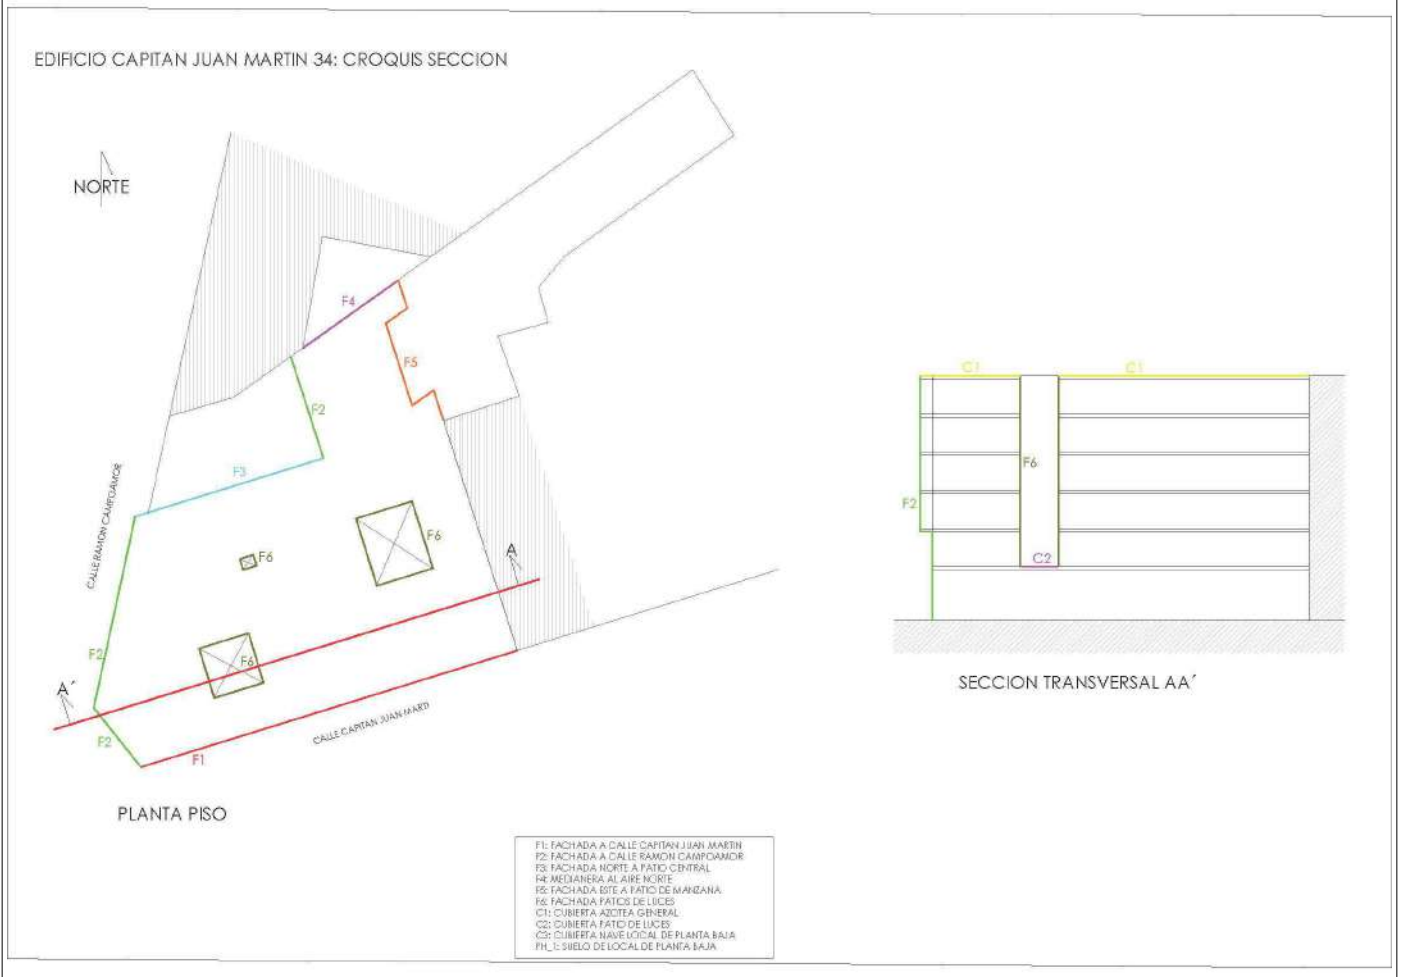 EDIFICIO CAPITAN JUAN MARTIN 34: CROQUIS SECCION
NORTE
F4
F5
F2
F3
CALLE RAMON CAMPOAMOR
F6
F6
A
F6
F2
A´
F2
F1
CALLE CAPITAN JUAN MARTI
PLANTA PISO
C1
C1
F6
F2
C2
SECCION TRANSVERSAL AA´
F1: FACHADA A CALLE CAPITAN JUAN MARTIN
F2: FACHADA A CALLE RAMON CAMPOAMOR
F3: FACHADA NORTE A PATIO CENTRAL
F4: MEDIANERA AL AIRE NORTE
F5: FACHADA ESTE A PATIO DE MANZANA
F6: FACHADA PATIOS DE LUCES
C1: CUBIERTA AZOTEA GENERAL
C2: CUBIERTA PATIO DE LUCES
C3: CUBIERTA NAVE LOCAL DE PLANTA BAJA
PH_1: SUELO DE LOCAL DE PLANTA BAJA